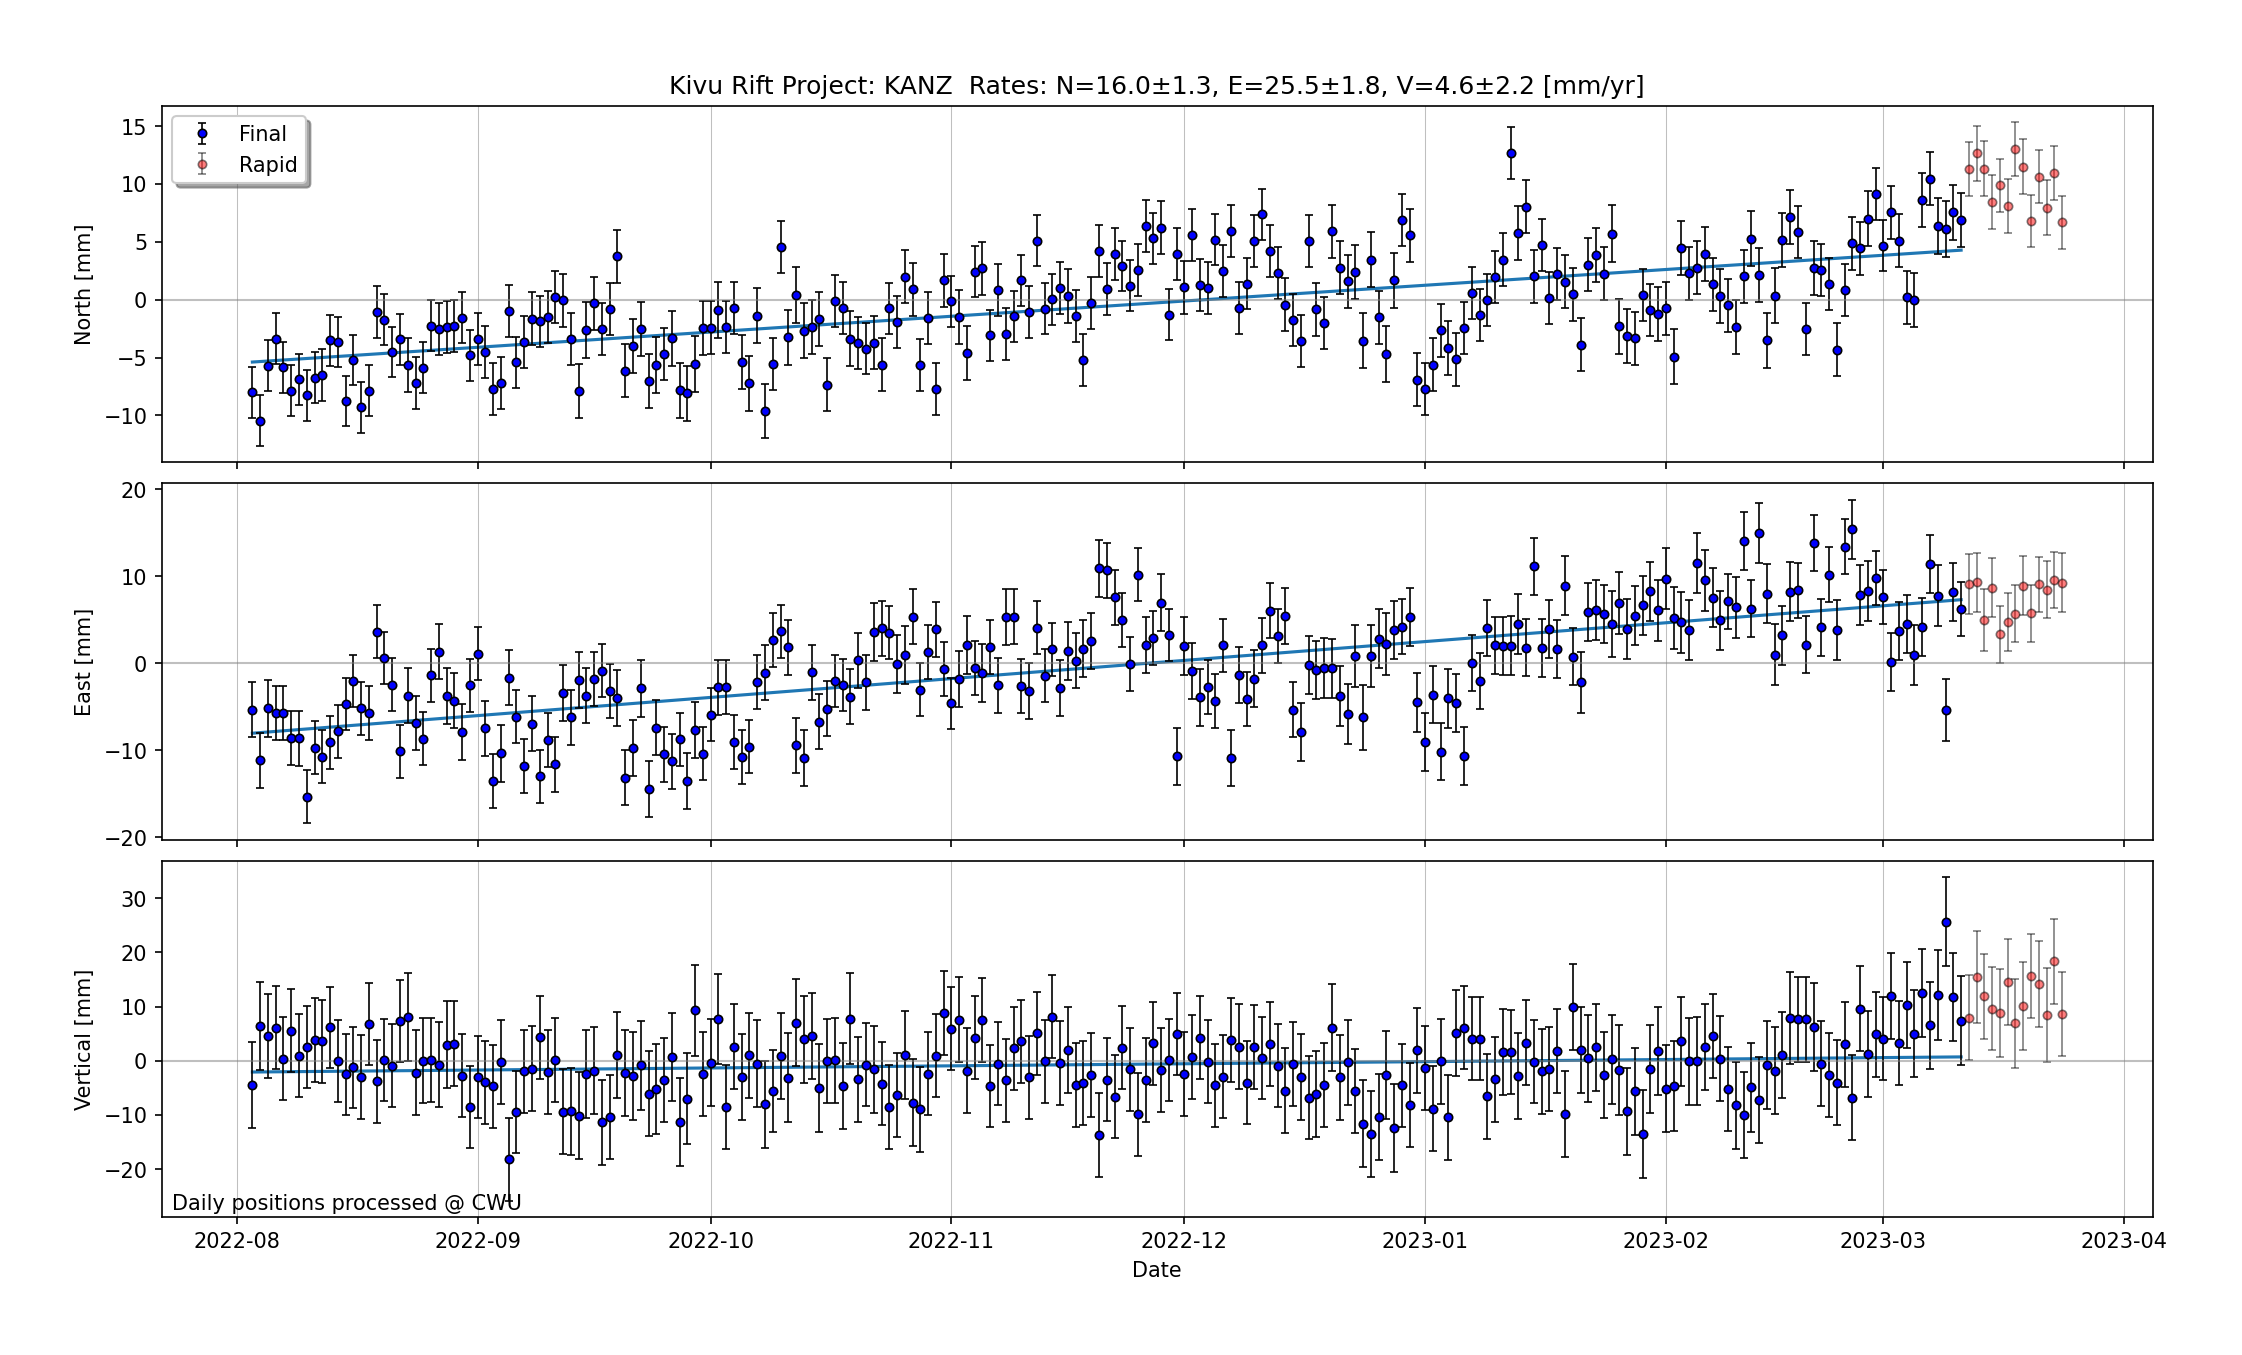 Kivu Rift Project: KANZ  Rates: N=16.0±1.3, E=25.5±1.8, V=4.6±2.2 [mm/yr]
Final
Rapid
North [mm]
15
10
5
0
−5
−10
East [mm]
20
10
0
−10
−20
Vertical [mm]
30
20
10
0
−10
−20
Daily positions processed @ CWU
2022-08 2022-09 2022-10 2022-11 2022-12 2023-01 2023-02 2023-03 2023-04
Date